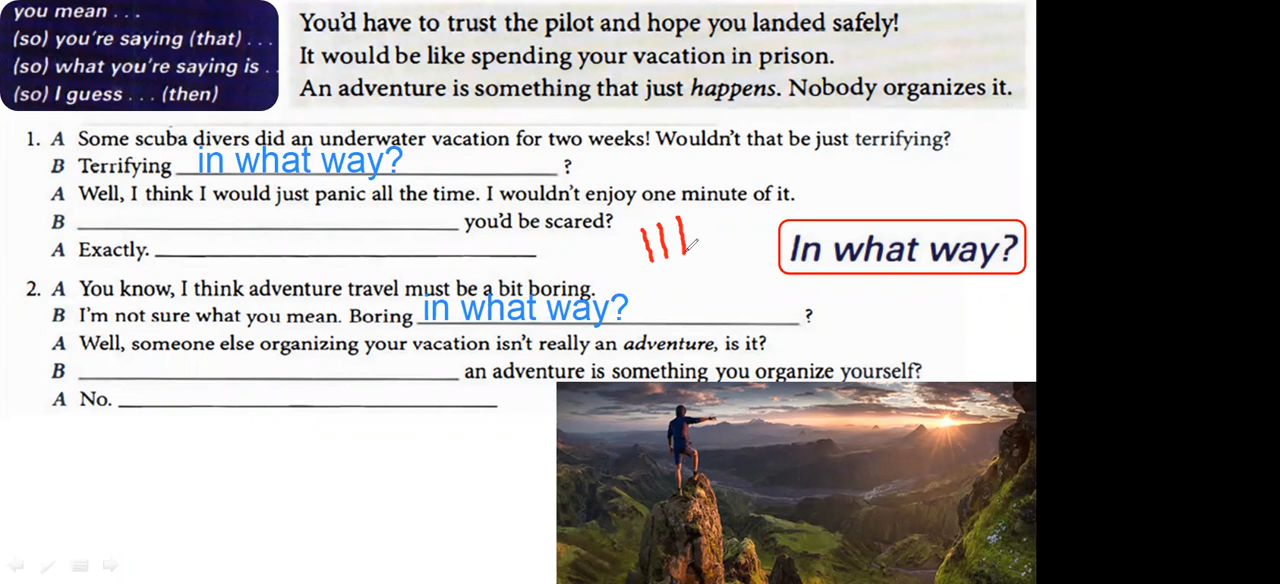 you mean . . .
(so) you're saying (that) . . .
(so) what you're saying is . .
(so) I guess . . . (then)
You'd have to trust the pilot and hope you landed safely!
It would be like spending your vacation in prison.
An adventure is something that just happens. Nobody organizes it.
1. A Some scuba divers did an underwater vacation for two weeks! Wouldn't that be just terrifying?
B Terrifying in what way? ?
A Well, I think I would just panic all the time. I wouldn't enjoy one minute of it.
B ____ you'd be scared?
A Exactly. ____
In what way?
2. A You know, I think adventure travel must be a bit boring.
B I'm not sure what you mean. Boring in what way? ?
A Well, someone else organizing your vacation isn't really an adventure, is it?
B ____ an adventure is something you organize yourself?
A No. ____